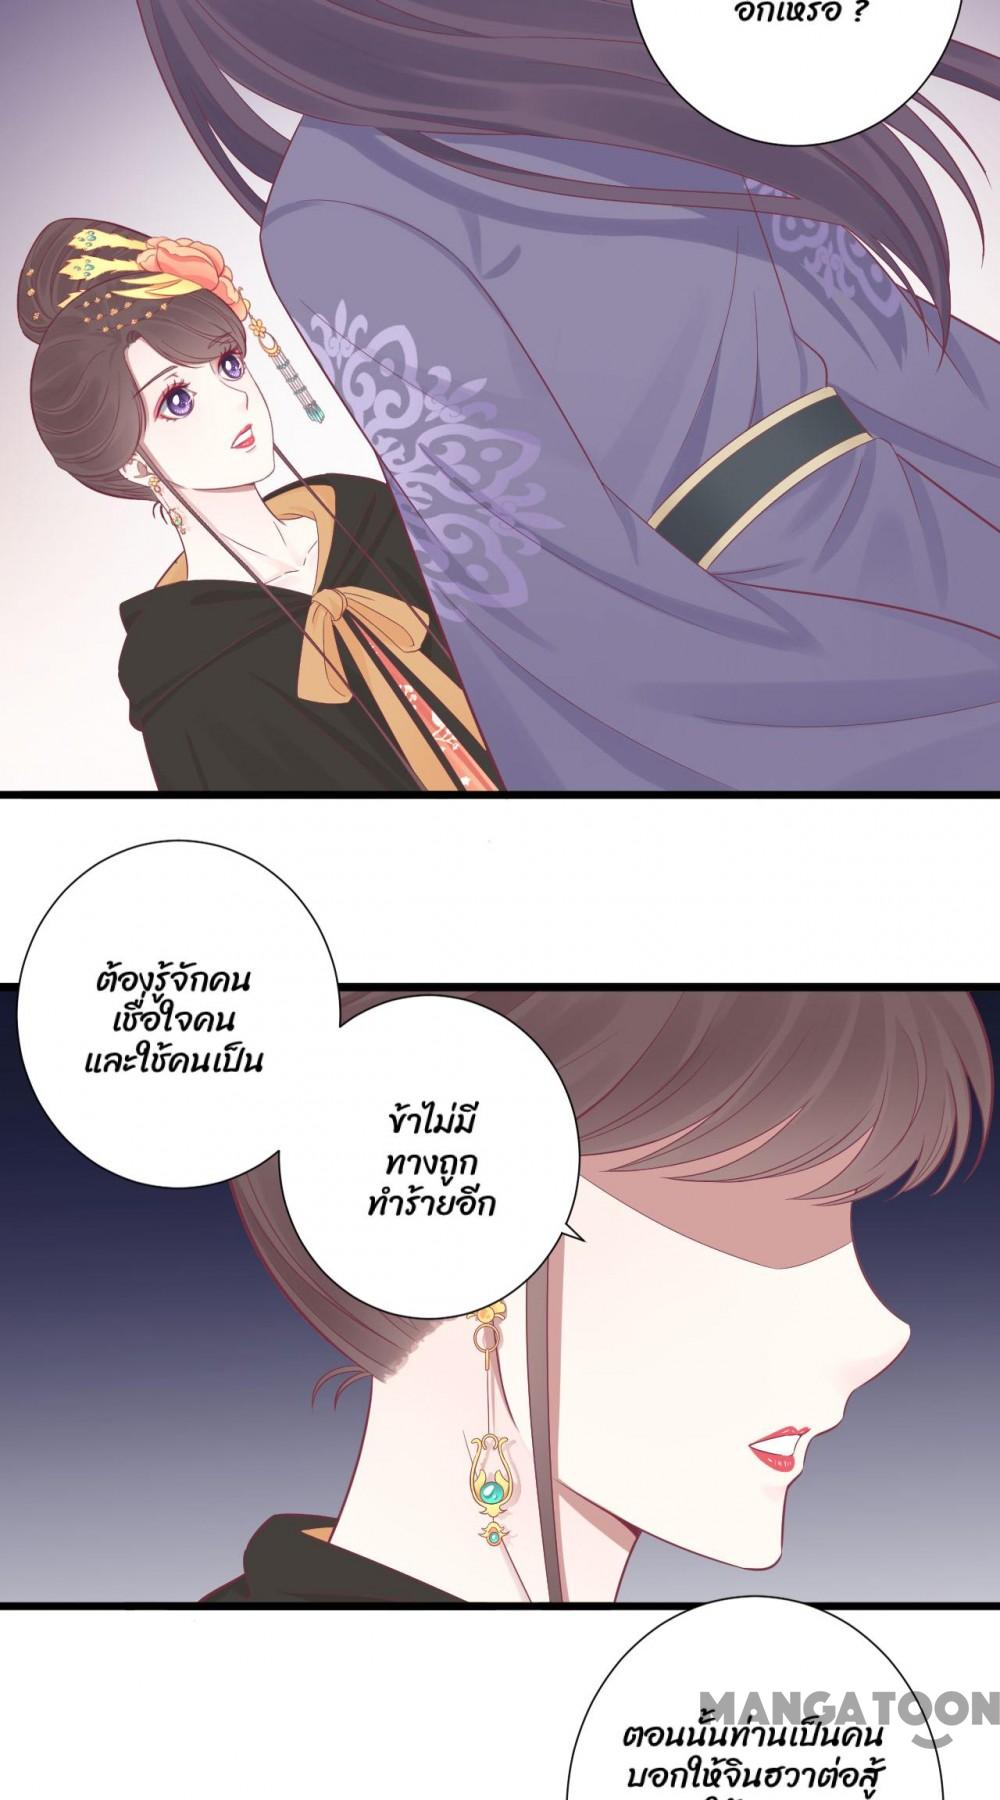 อีกเหรอ ?
ต้องรู้จักคน
เชื่อใจคน
และใช้คนเป็น
ข้าไม่มี
ทางถูก
ทำร้ายอีก
MANGATOON
ตอนนั้นท่านเป็นคน
บอกให้จินฮวาต่อสู้